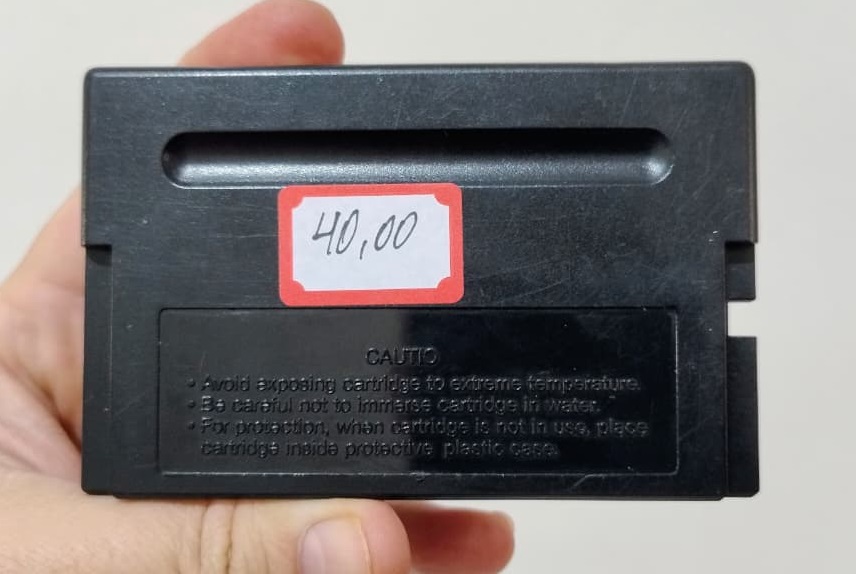 40,00
CAUTIO
• Avoid exposing cartridge to extreme temperature.
• Be careful not to immerse cartridge in water.
• For protection, when cartridge is not in use, place
cartridge inside protective plastic case.